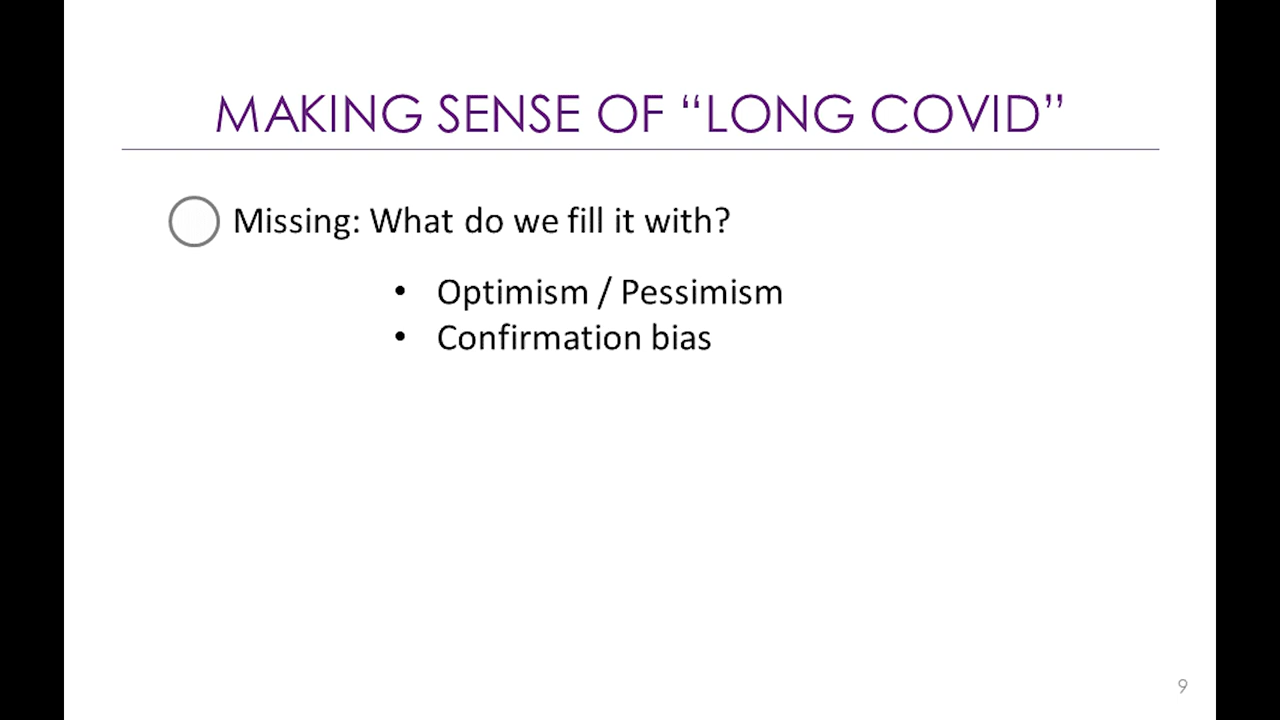 MAKING SENSE OF “LONG COVID”
Missing: What do we fill it with?
• Optimism / Pessimism
• Confirmation bias
9